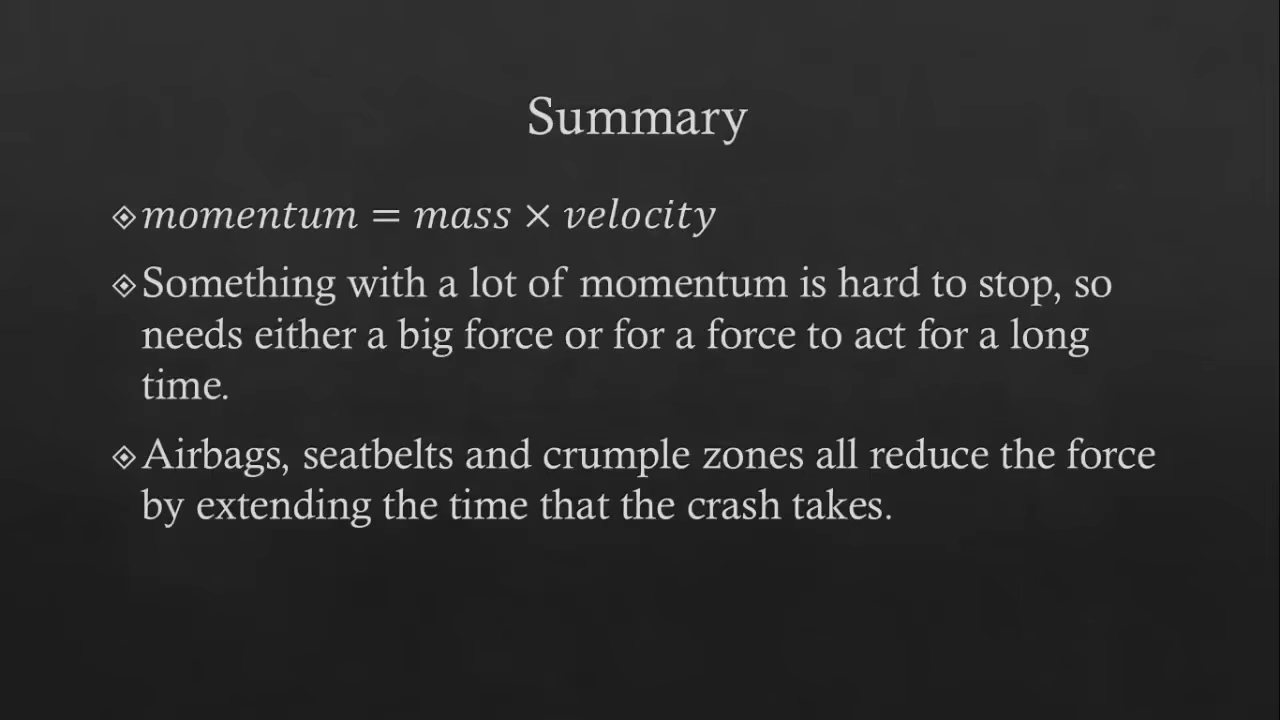 Summary
momentum = mass × velocity
Something with a lot of momentum is hard to stop, so
needs either a big force or for a force to act for a long
time.
Airbags, seatbelts and crumple zones all reduce the force
by extending the time that the crash takes.